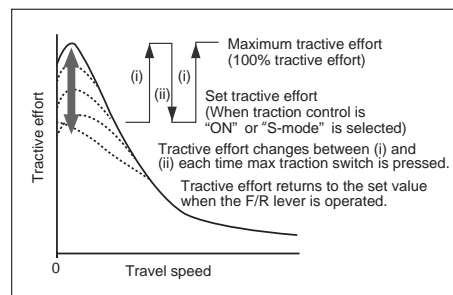 (i)
(ii)
(i)
Maximum tractive effort
(100% tractive effort)
Set tractive effort
(When traction control is
"ON" or "S-mode" is selected)
Tractive effort changes between (i) and
(ii) each time max traction switch is pressed.
Tractive effort returns to the set value
when the F/R lever is operated.
Tractive effort
0
Travel speed